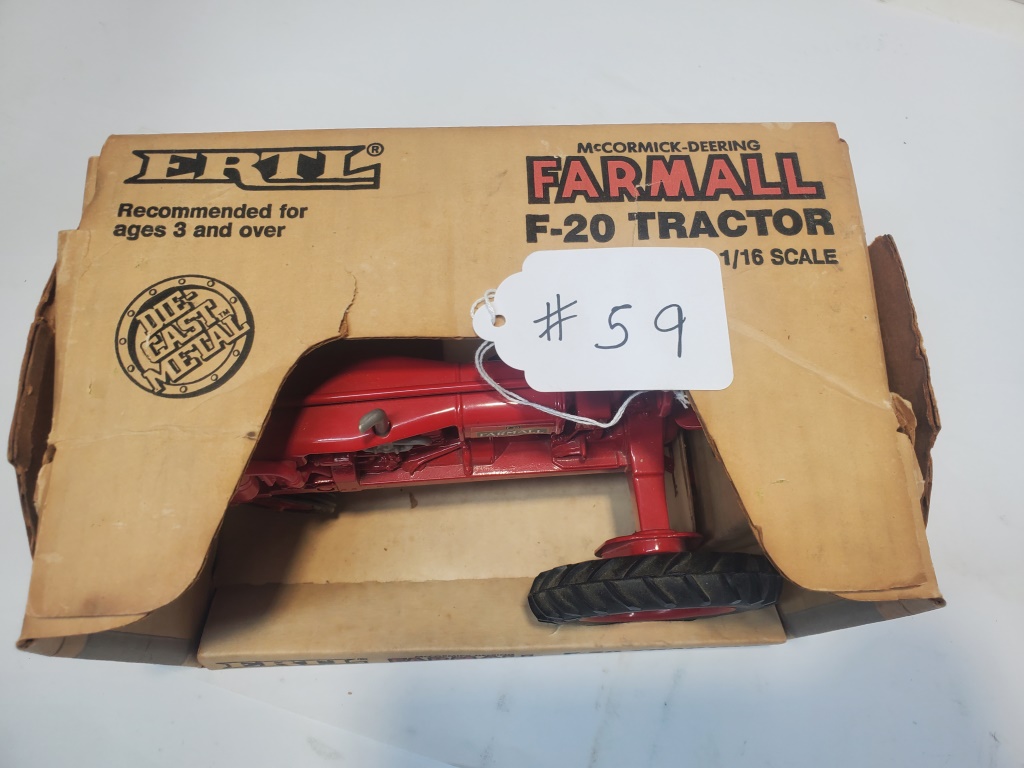 ERTL®
Recommended for
ages 3 and over
DIE-
CAST™
METAL
McCORMICK-DEERING
FARMALL
F-20 TRACTOR
1/16 SCALE
# 59
FARMALL